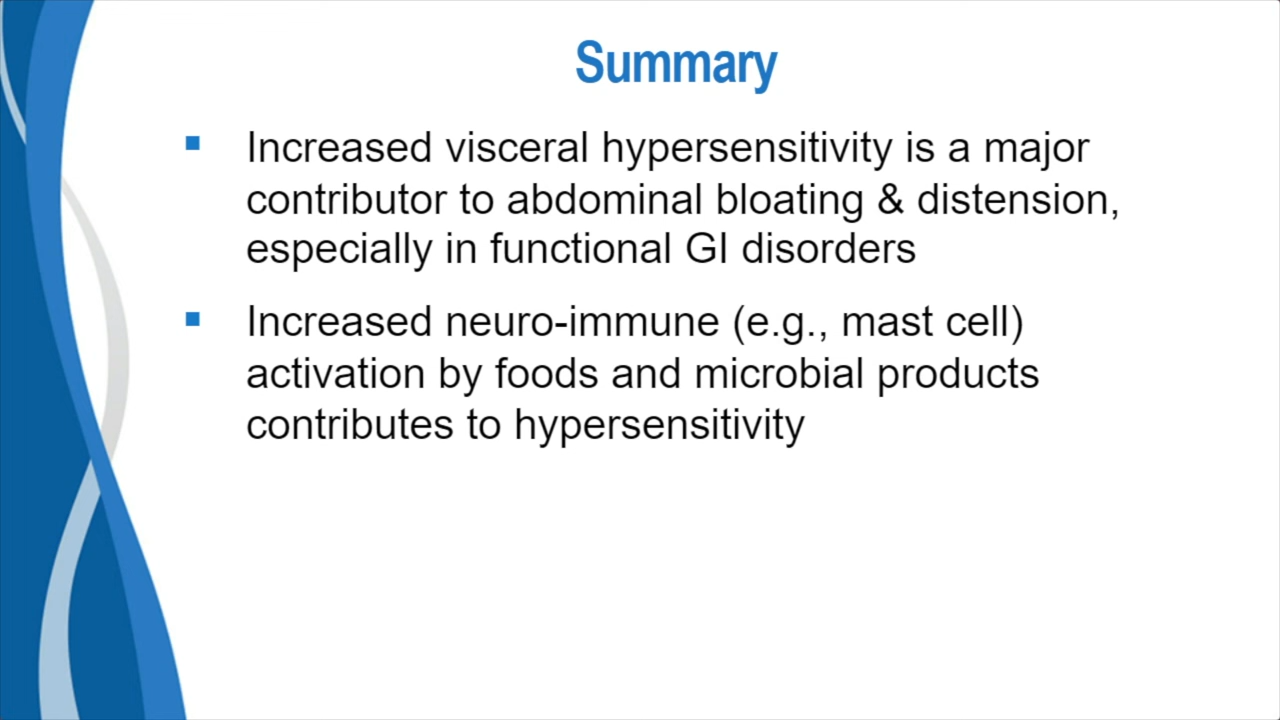 Summary
Increased visceral hypersensitivity is a major
contributor to abdominal bloating & distension,
especially in functional GI disorders
Increased neuro-immune (e.g., mast cell)
activation by foods and microbial products
contributes to hypersensitivity